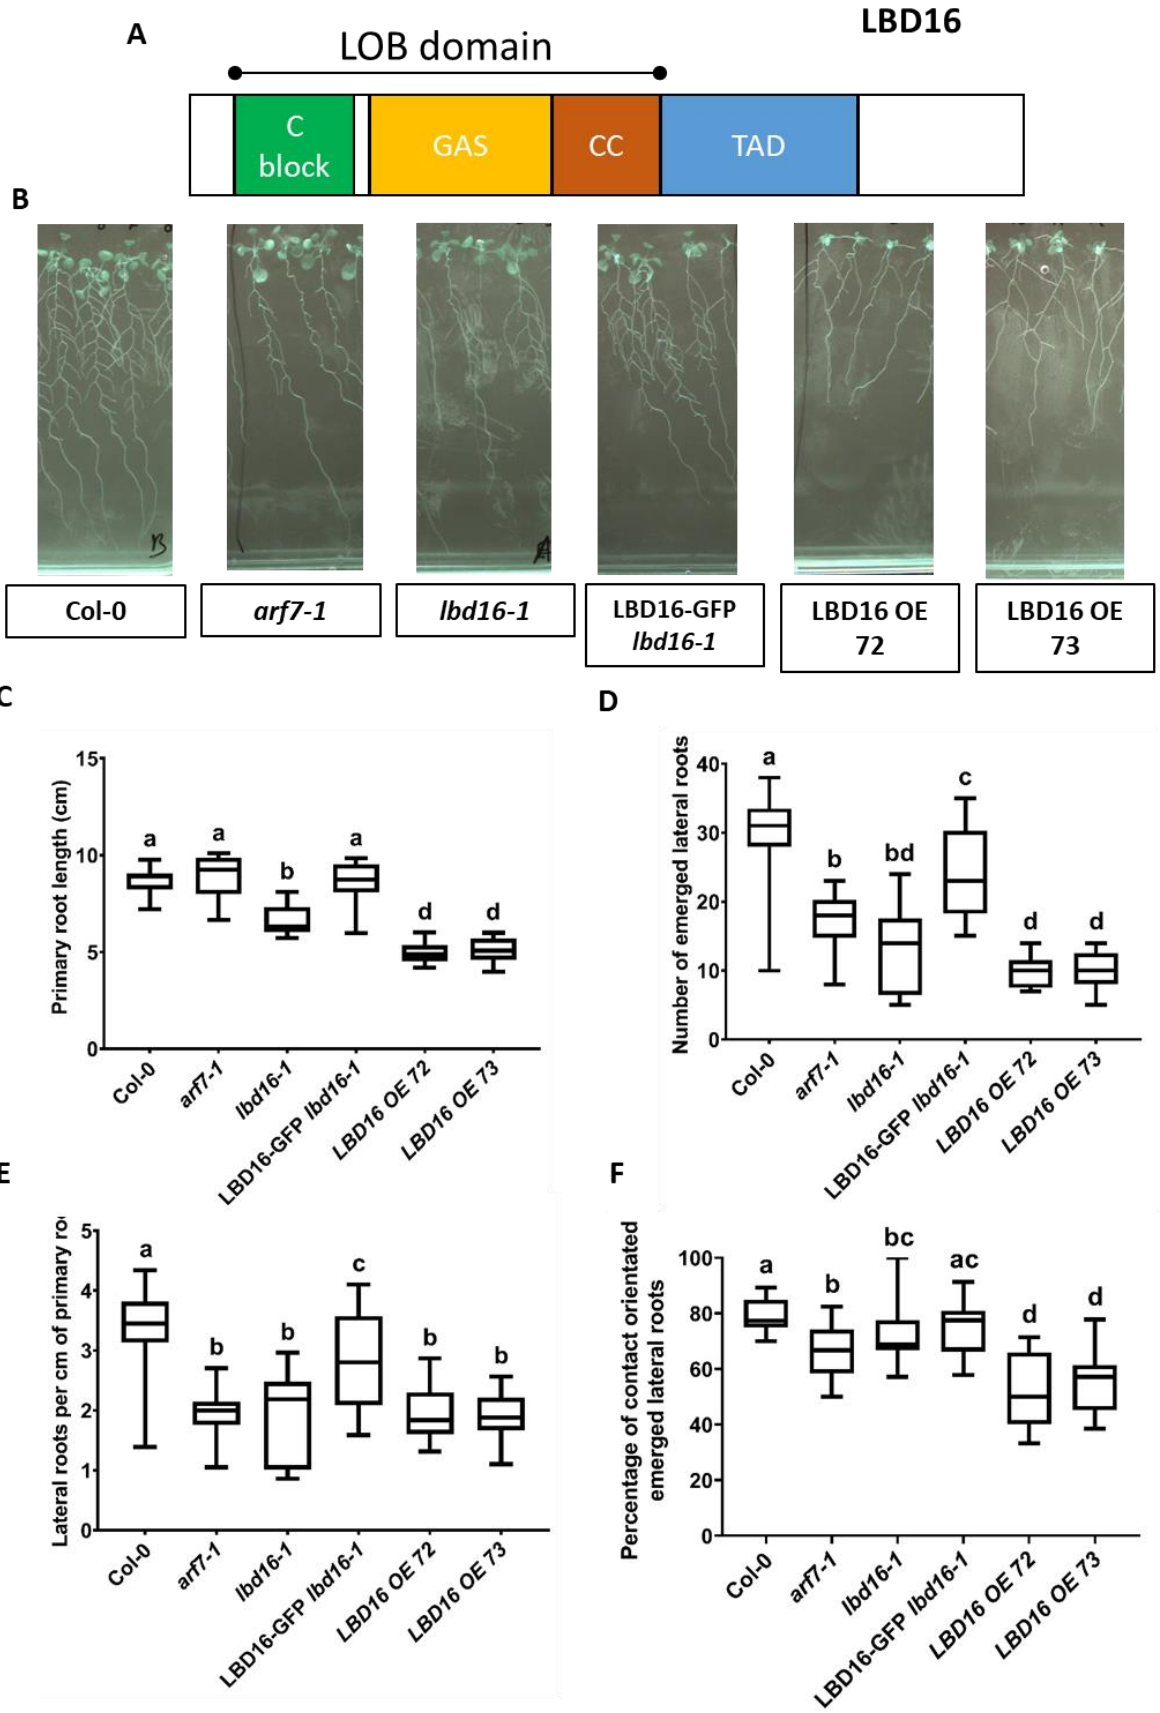 A
LBD16
LOB domain
C
block
GAS
CC
TAD
B
B
Col-0
arf7-1
lbd16-1
LBD16-GFP
lbd16-1
LBD16 OE
72
LBD16 OE
73
C
Primary root length (cm)
15
10
5
0
a
a
b
a
d
d
Col-0
arf7-1
lbd16-1
LBD16-GFP lbd16-1
LBD16 OE 72
LBD16 OE 73
D
Number of emerged lateral roots
40
30
20
10
0
a
b
bd
c
d
d
Col-0
arf7-1
lbd16-1
LBD16-GFP lbd16-1
LBD16 OE 72
LBD16 OE 73
E
Lateral roots per cm of primary ro
5
4
3
2
1
0
a
b
b
c
b
b
Col-0
arf7-1
lbd16-1
LBD16-GFP lbd16-1
LBD16 OE 72
LBD16 OE 73
F
Percentage of contact orientated
emerged lateral roots
100
80
60
40
20
0
a
b
bc
ac
d
d
Col-0
arf7-1
lbd16-1
LBD16-GFP lbd16-1
LBD16 OE 72
LBD16 OE 73